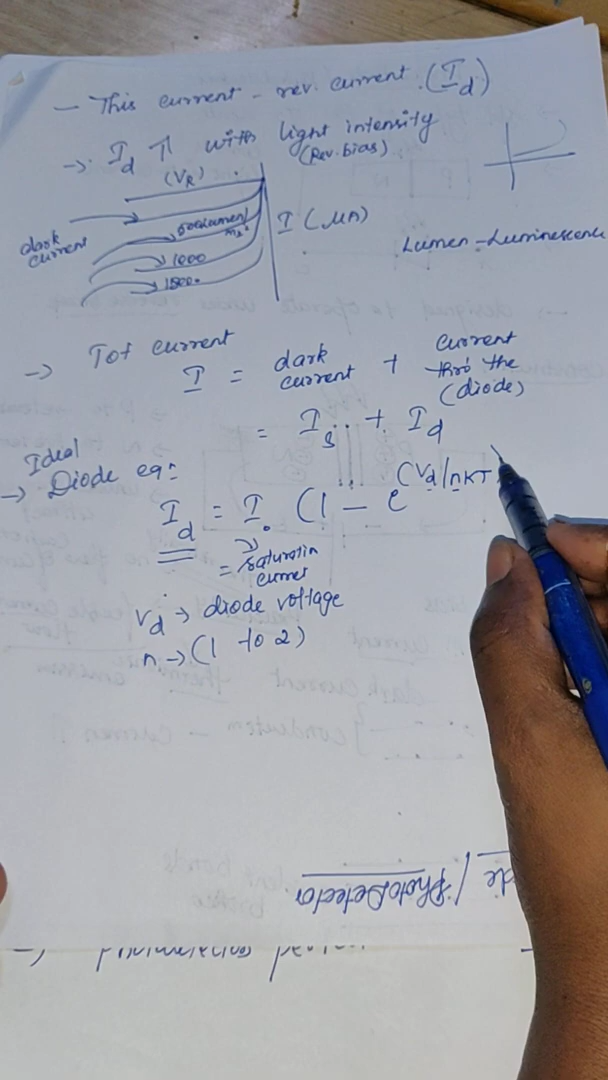 – This current – rev. current. (Id)
→ Id ↑ with light intensity
(Rev. bias)
(VR)
dark
current
I (μA)
1000
1500
Lumen – Luminescence
→ Tot current
I = dark current + current thro' the (diode)
= Is + Id
Ideal
→ Diode eq:
Id = I₀ (1 – e^(Vd/nKT)
= saturatin
current
Vd → diode voltage
n → (1 to 2)
/ PhotoDetector